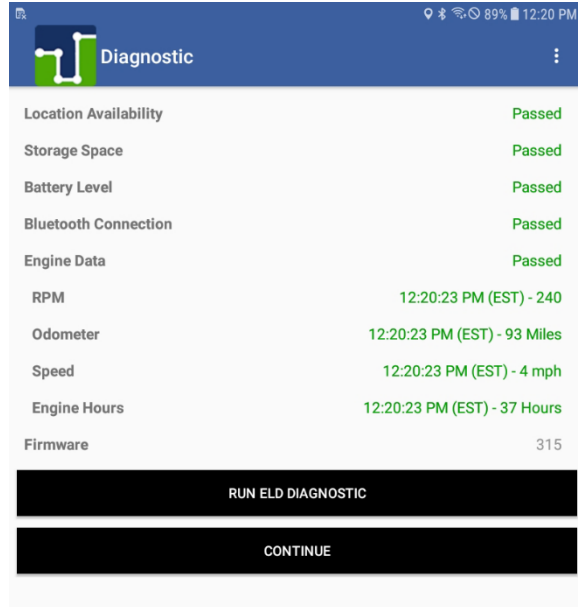 89% 12:20 PM
Diagnostic
Location Availability Passed
Storage Space Passed
Battery Level Passed
Bluetooth Connection Passed
Engine Data Passed
RPM 12:20:23 PM (EST) - 240
Odometer 12:20:23 PM (EST) - 93 Miles
Speed 12:20:23 PM (EST) - 4 mph
Engine Hours 12:20:23 PM (EST) - 37 Hours
Firmware 315
RUN ELD DIAGNOSTIC
CONTINUE